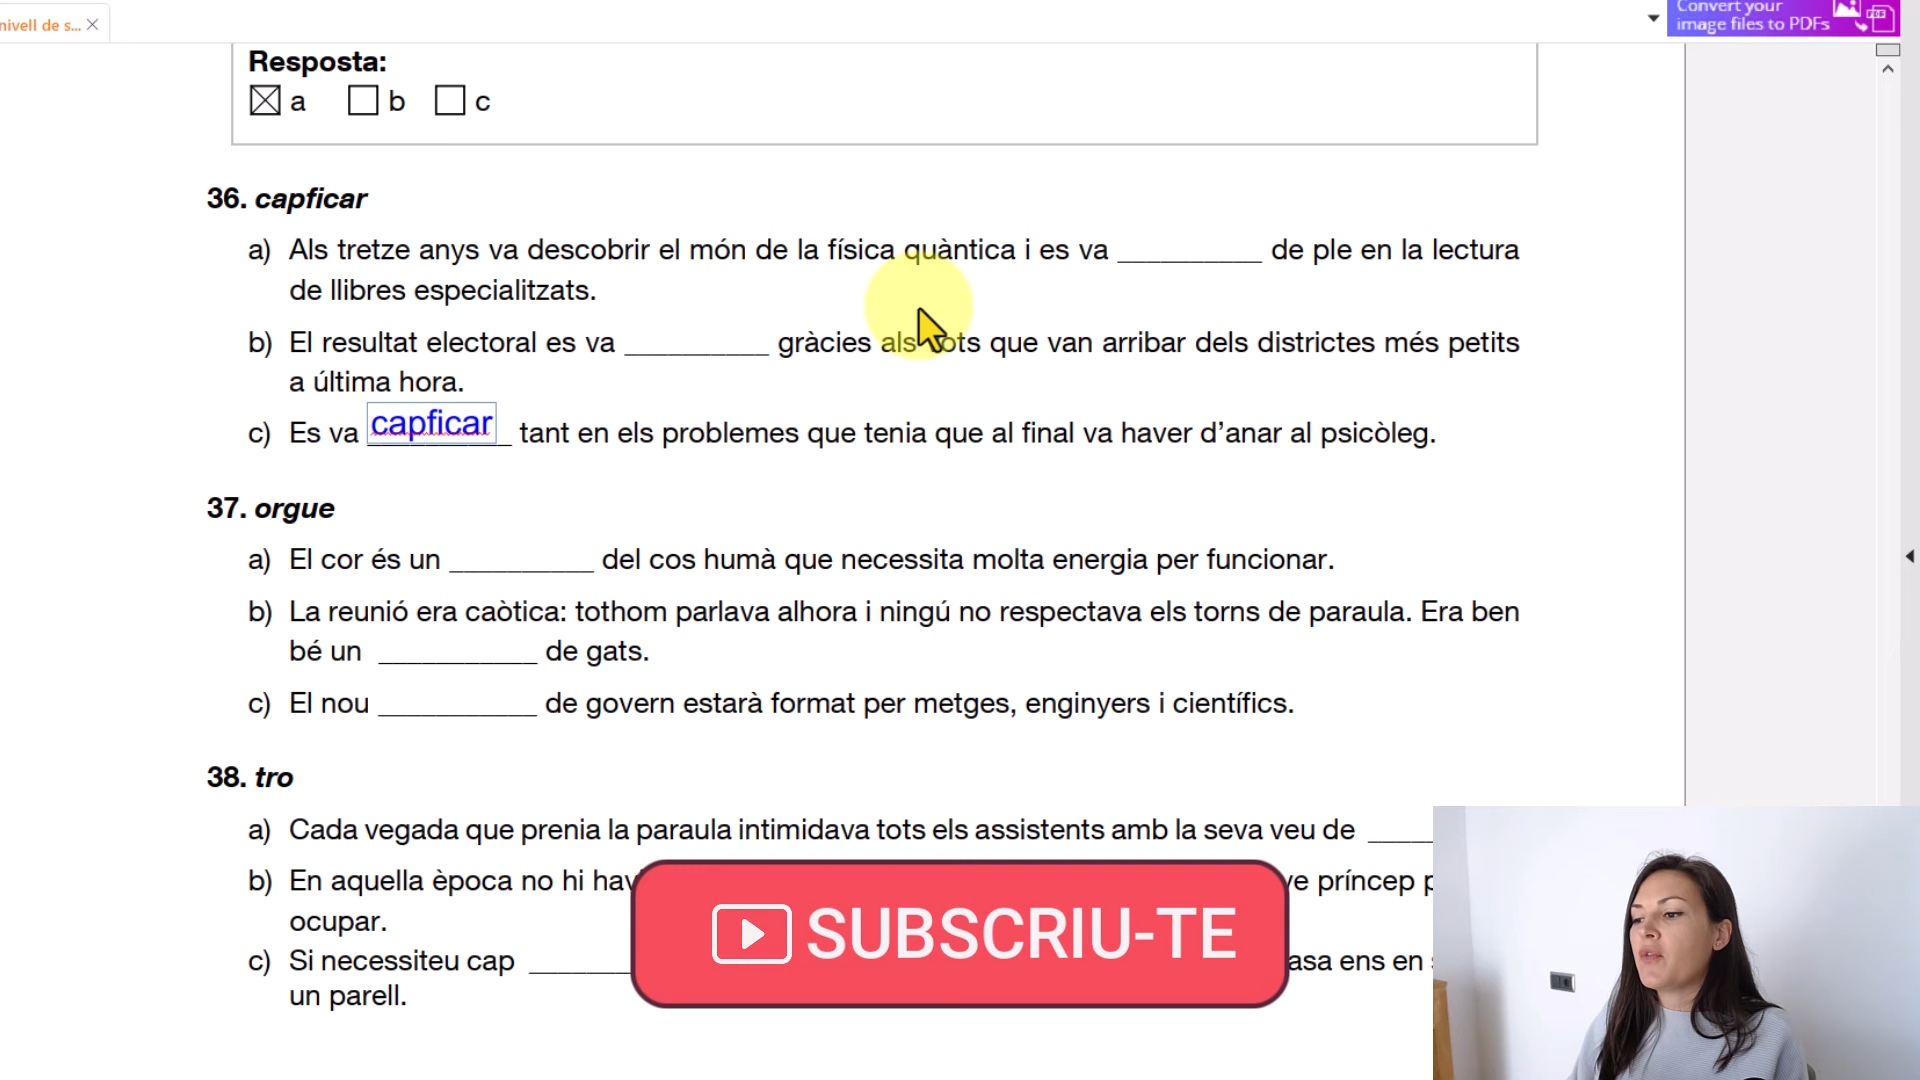 nivell de s...
Convert your
image files to PDFs
PDF
Resposta:
a b c
36. capficar
a) Als tretze anys va descobrir el món de la física quàntica i es va _________ de ple en la lectura
de llibres especialitzats.
b) El resultat electoral es va _________ gràcies als vots que van arribar dels districtes més petits
a última hora.
c) Es va capficar tant en els problemes que tenia que al final va haver d’anar al psicòleg.
37. orgue
a) El cor és un _________ del cos humà que necessita molta energia per funcionar.
b) La reunió era caòtica: tothom parlava alhora i ningú no respectava els torns de paraula. Era ben
bé un __________ de gats.
c) El nou __________ de govern estarà format per metges, enginyers i científics.
38. tro
a) Cada vegada que prenia la paraula intimidava tots els assistents amb la seva veu de ____
b) En aquella època no hi príncep
ocupar.
c) Si necessiteu cap ______ ens en
un parell.
SUBSCRIU-TE